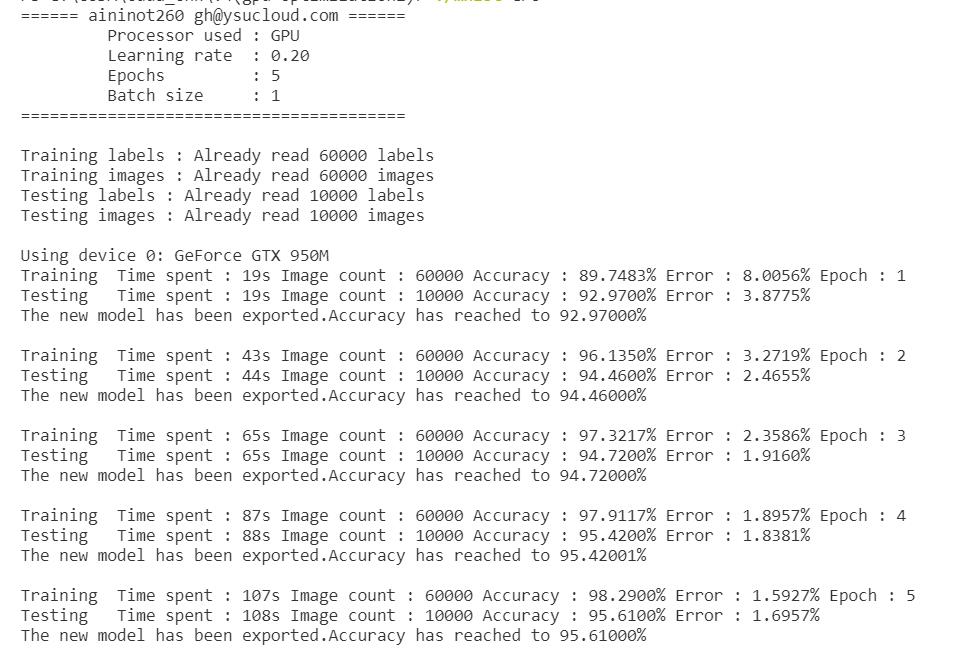 ====== aininot260 gh@ysucloud.com ======
Processor used : GPU
Learning rate : 0.20
Epochs : 5
Batch size : 1
========================================
Training labels : Already read 60000 labels
Training images : Already read 60000 images
Testing labels : Already read 10000 labels
Testing images : Already read 10000 images
Using device 0: GeForce GTX 950M
Training Time spent : 19s Image count : 60000 Accuracy : 89.7483% Error : 8.0056% Epoch : 1
Testing Time spent : 19s Image count : 10000 Accuracy : 92.9700% Error : 3.8775%
The new model has been exported.Accuracy has reached to 92.97000%
Training Time spent : 43s Image count : 60000 Accuracy : 96.1350% Error : 3.2719% Epoch : 2
Testing Time spent : 44s Image count : 10000 Accuracy : 94.4600% Error : 2.4655%
The new model has been exported.Accuracy has reached to 94.46000%
Training Time spent : 65s Image count : 60000 Accuracy : 97.3217% Error : 2.3586% Epoch : 3
Testing Time spent : 65s Image count : 10000 Accuracy : 94.7200% Error : 1.9160%
The new model has been exported.Accuracy has reached to 94.72000%
Training Time spent : 87s Image count : 60000 Accuracy : 97.9117% Error : 1.8957% Epoch : 4
Testing Time spent : 88s Image count : 10000 Accuracy : 95.4200% Error : 1.8381%
The new model has been exported.Accuracy has reached to 95.42001%
Training Time spent : 107s Image count : 60000 Accuracy : 98.2900% Error : 1.5927% Epoch : 5
Testing Time spent : 108s Image count : 10000 Accuracy : 95.6100% Error : 1.6957%
The new model has been exported.Accuracy has reached to 95.61000%